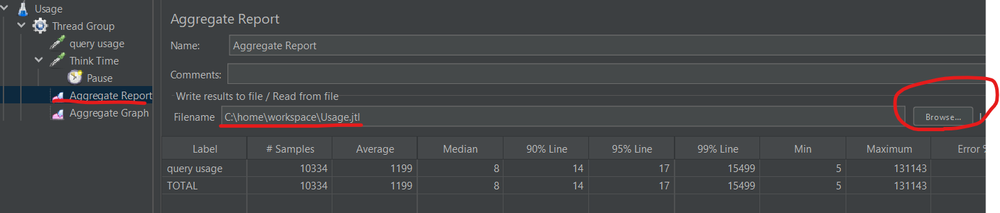 Usage
Thread Group
query usage
Think Time
Pause
Aggregate Report
Aggregate Graph
Aggregate Report
Name: Aggregate Report
Comments:
Write results to file / Read from file
Filename C:\home\workspace\Usage.jtl Browse...
Label # Samples Average Median 90% Line 95% Line 99% Line Min Maximum Error %
query usage 10334 1199 8 14 17 15499 5 131143
TOTAL 10334 1199 8 14 17 15499 5 131143